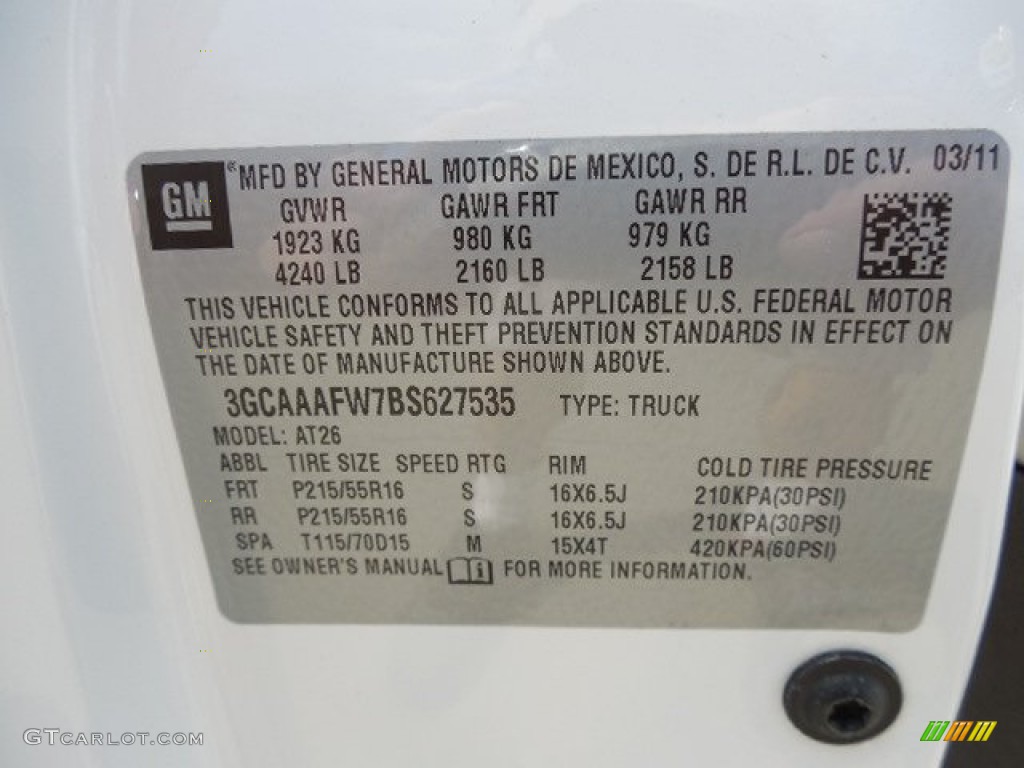 GM ® MFD BY GENERAL MOTORS DE MEXICO, S. DE R.L. DE C.V. 03/11
GVWR GAWR FRT GAWR RR
1923 KG 980 KG 979 KG
4240 LB 2160 LB 2158 LB
THIS VEHICLE CONFORMS TO ALL APPLICABLE U.S. FEDERAL MOTOR
VEHICLE SAFETY AND THEFT PREVENTION STANDARDS IN EFFECT ON
THE DATE OF MANUFACTURE SHOWN ABOVE.
3GCAAAFW7BS627535 TYPE: TRUCK
MODEL: AT26
ABBL TIRE SIZE SPEED RTG RIM COLD TIRE PRESSURE
FRT P215/55R16 S 16X6.5J 210KPA(30PSI)
RR P215/55R16 S 16X6.5J 210KPA(30PSI)
SPA T115/70D15 M 15X4T 420KPA(60PSI)
SEE OWNER'S MANUAL i FOR MORE INFORMATION.
GTCARLOT.COM